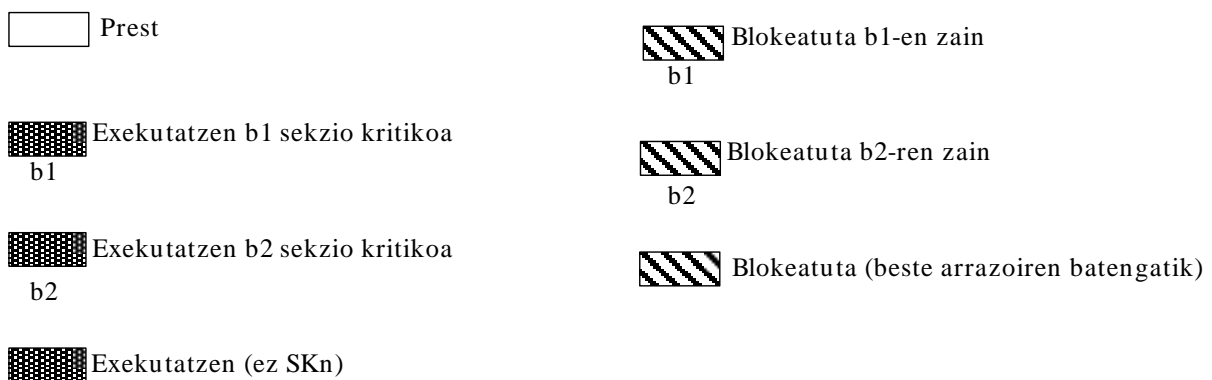 Prest
Exekutatzen b1 sekzio kritikoa
b1
Exekutatzen b2 sekzio kritikoa
b2
Exekutatzen (ez SKn)
Blokeatuta b1-en zain
b1
Blokeatuta b2-ren zain
b2
Blokeatuta (beste arrazoiren batengatik)